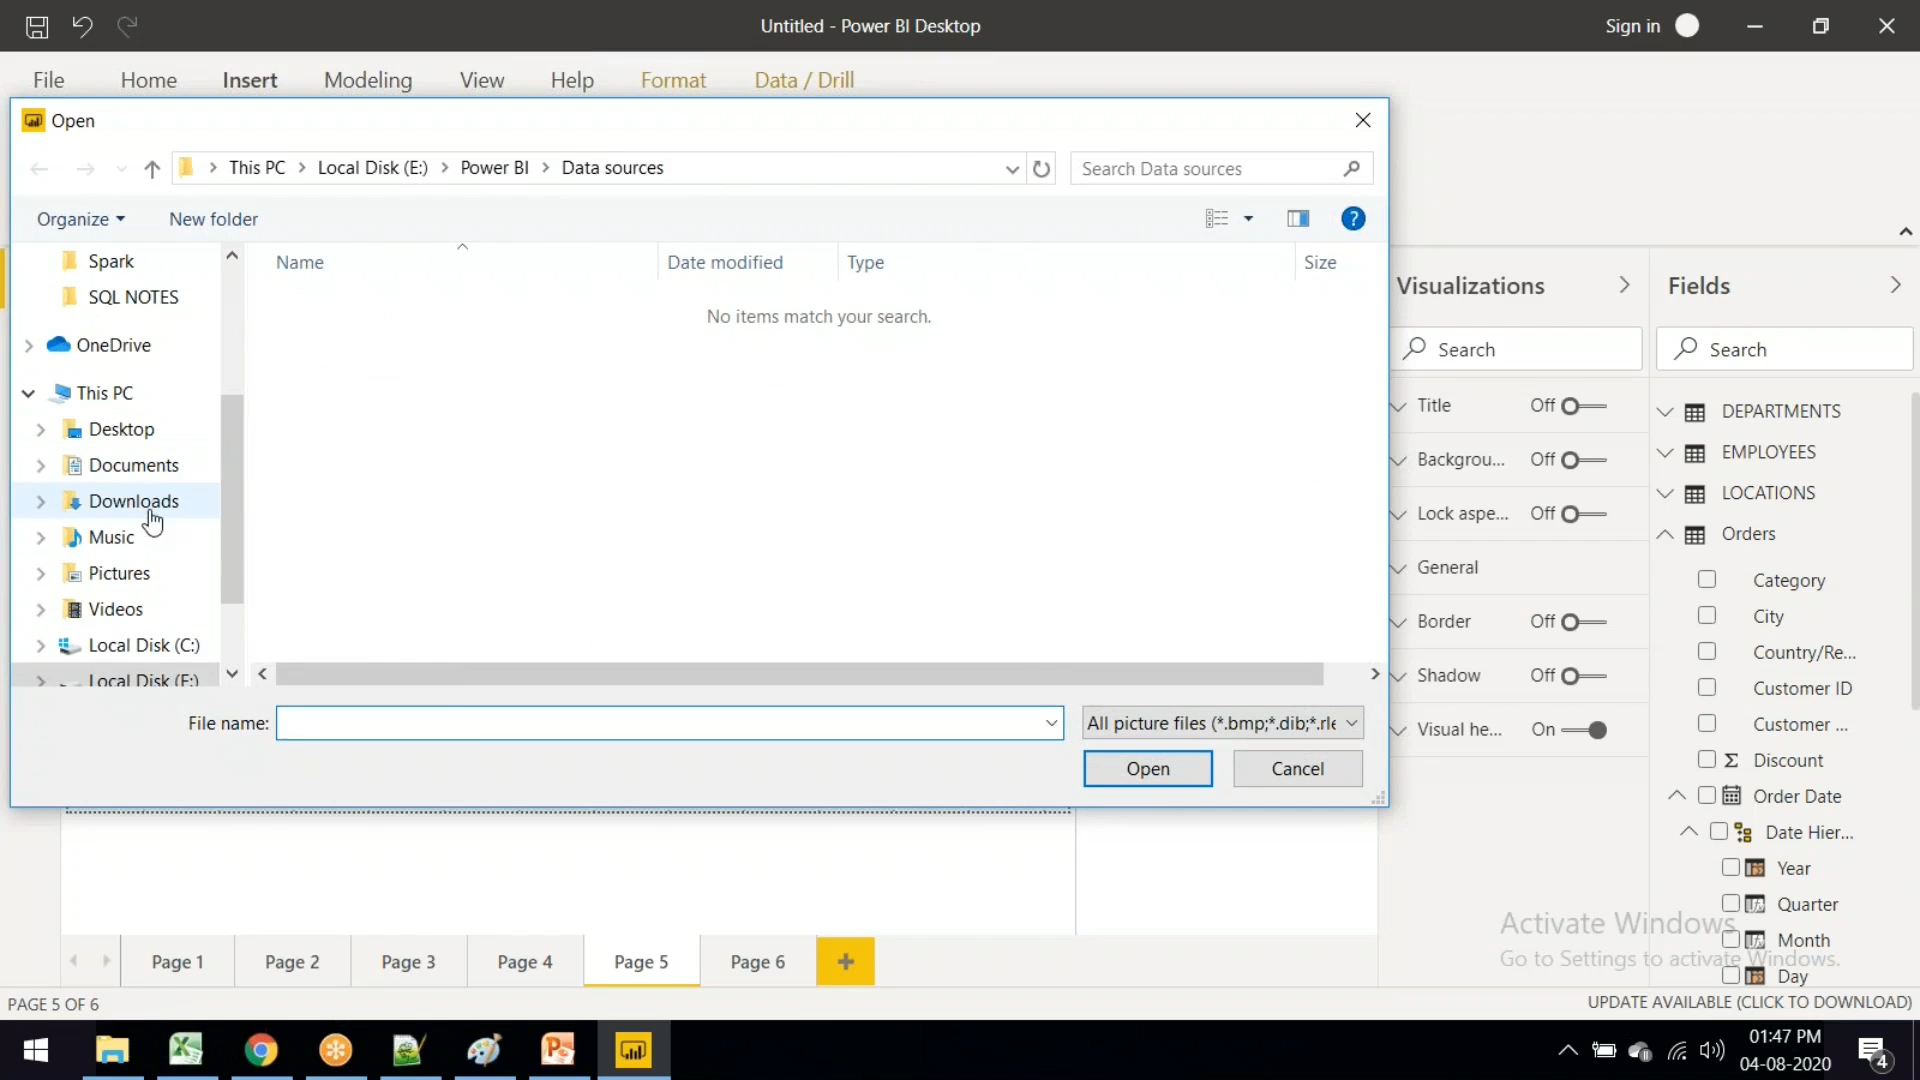 Untitled - Power BI Desktop
Sign in
File Home Insert Modeling View Help Format Data / Drill
Open
This PC Local Disk (E:) Power BI Data sources
Search Data sources
Organize New folder
Name Date modified Type Size
No items match your search.
Spark
SQL NOTES
OneDrive
This PC
Desktop
Documents
Downloads
Music
Pictures
Videos
Local Disk (C:)
Local Disk (E:)
File name:
All picture files (*.bmp;*.dib;*.rle
Open Cancel
Visualizations
Search
Title Off
Backgrou... Off
Lock aspe... Off
General
Border Off
Shadow Off
Visual he... On
Fields
Search
DEPARTMENTS
EMPLOYEES
LOCATIONS
Orders
Category
City
Country/Re...
Customer ID
Customer ...
Discount
Order Date
Date Hier...
Year
Quarter
Month
Day
Activate Windows
Go to Settings to activate Windows.
Page 1 Page 2 Page 3 Page 4 Page 5 Page 6
PAGE 5 OF 6
UPDATE AVAILABLE (CLICK TO DOWNLOAD)
01:47 PM
04-08-2020
4